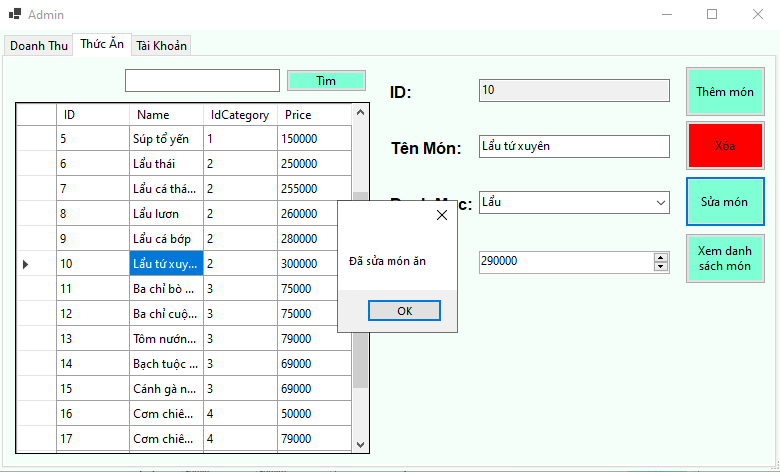 Admin
Doanh Thu Thức Ăn Tài Khoản
Tìm
ID Name IdCategory Price
5 Súp tổ yến 1 150000
6 Lẩu thái 2 250000
7 Lẩu cá thá... 2 255000
8 Lẩu lươn 2 260000
9 Lẩu cá bớp 2 280000
10 Lẩu tứ xuy... 2 300000
11 Ba chỉ bò ... 3 75000
12 Ba chỉ cuộ... 3 75000
13 Tôm nướn... 3 79000
14 Bạch tuộc ... 3 69000
15 Cánh gà n... 3 69000
16 Cơm chiê... 4 50000
17 Cơm chiê... 4 79000
ID: 10
Tên Món: Lẩu tứ xuyên
Lẩu
290000
Thêm món
Xóa
Sửa món
Xem danh
sách món
Đã sửa món ăn
OK